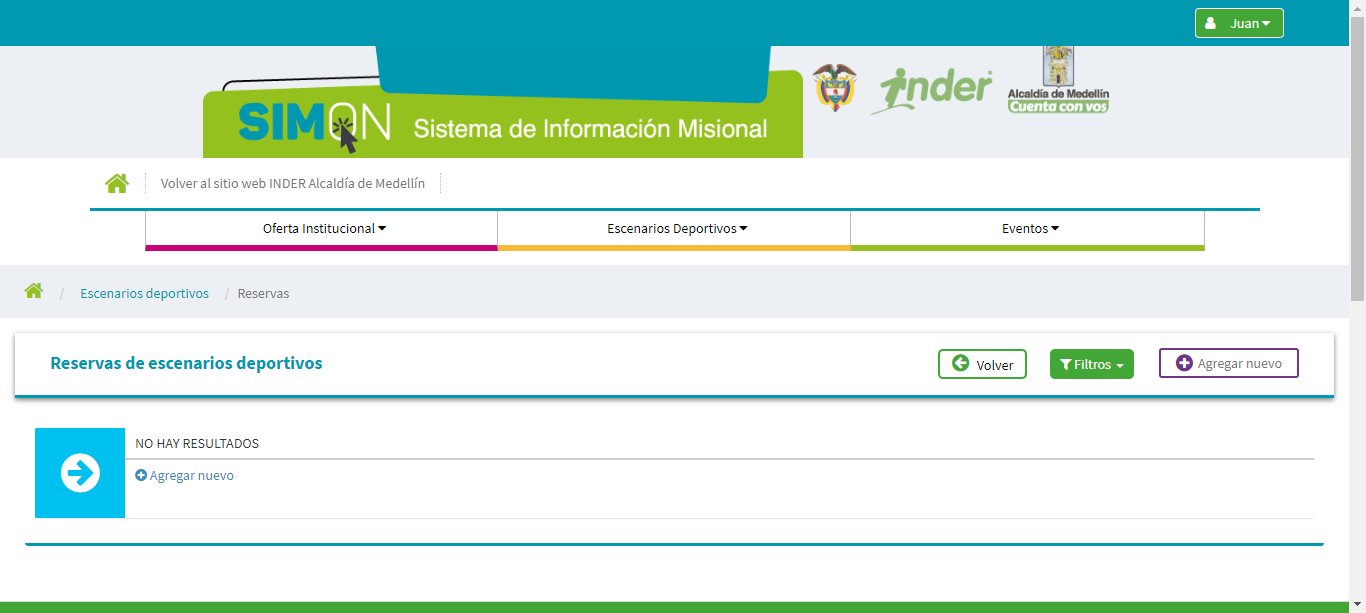 Juan
SIMON Sistema de Información Misional
inder
Alcaldía de Medellín
Cuenta con vos
Volver al sitio web INDER Alcaldía de Medellín
Oferta Institucional Escenarios Deportivos Eventos
/ Escenarios deportivos / Reservas
Reservas de escenarios deportivos Volver Filtros Agregar nuevo
NO HAY RESULTADOS
Agregar nuevo